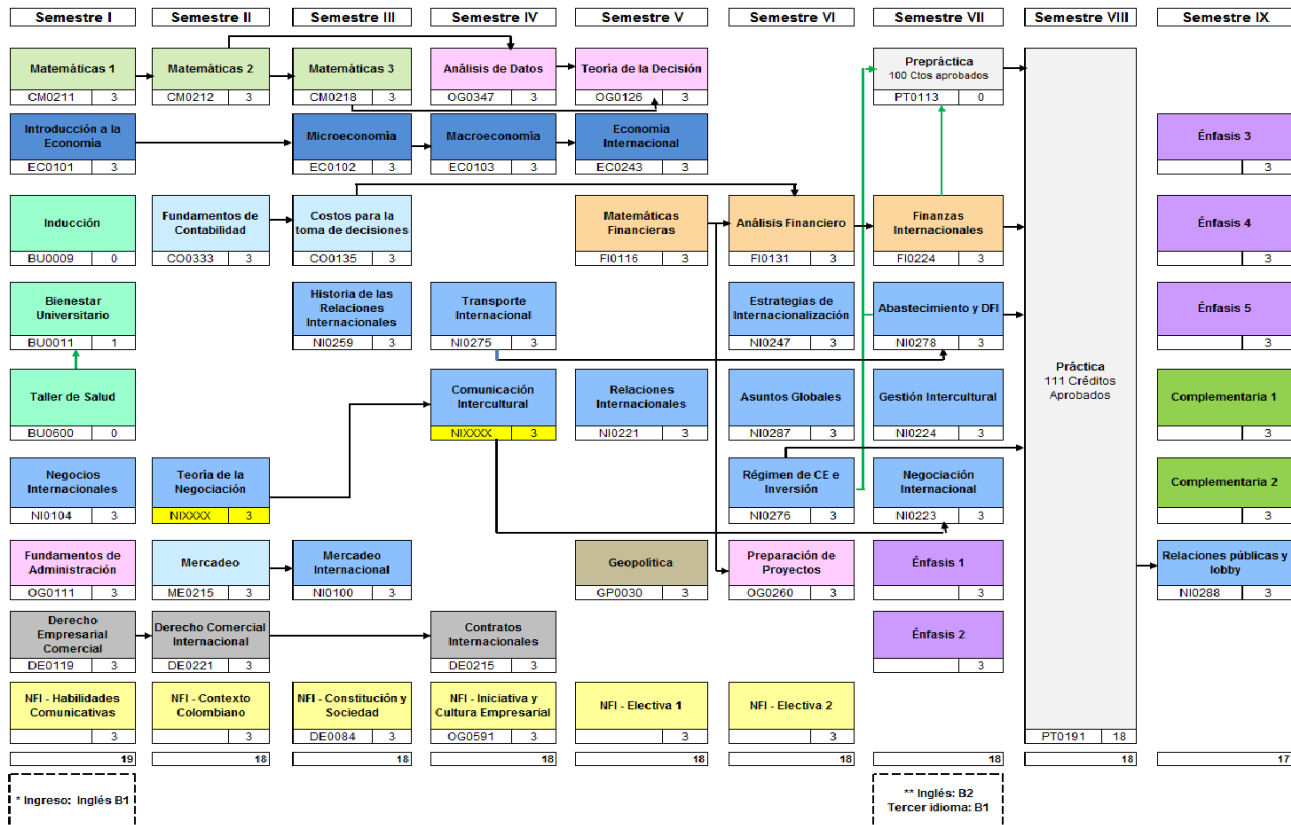 Semestre I
Semestre II
Semestre III
Semestre IV
Semestre V
Semestre VI
Semestre VII
Semestre VIII
Semestre IX
Matemáticas 1
CM0211 3
Matemáticas 2
CM0212 3
Matemáticas 3
CM0218 3
Análisis de Datos
OG0347 3
Teoría de la Decisión
OG0126 3
Prepráctica
100 Ctos aprobados
PT0113 0
Introducción a la
Economía
EC0101 3
Microeconomía
EC0102 3
Macroeconomía
EC0103 3
Economía
Internacional
EC0243 3
Énfasis 3
3
Inducción
BU0009 0
Fundamentos de
Contabilidad
CO0333 3
Costos para la
toma de decisiones
CO0135 3
Matemáticas
Financieras
FI0116 3
Análisis Financiero
FI0131 3
Finanzas
Internacionales
FI0224 3
Énfasis 4
3
Bienestar
Universitario
BU0011 1
Historia de las
Relaciones
Internacionales
NI0259 3
Transporte
Internacional
NI0275 3
Estrategias de
Internacionalización
NI0247 3
Abastecimiento y DFI
NI0278 3
Énfasis 5
3
Taller de Salud
BU0600 0
Comunicación
Intercultural
NIXXXX 3
Relaciones
Internacionales
NI0221 3
Asuntos Globales
NI0287 3
Gestión Intercultural
NI0224 3
Práctica
111 Créditos
Aprobados
Complementaria 1
3
Negocios
Internacionales
NI0104 3
Teoría de la
Negociación
NIXXXX 3
Régimen de CE e
Inversión
NI0276 3
Negociación
Internacional
NI0223 3
Complementaria 2
3
Fundamentos de
Administración
OG0111 3
Mercadeo
ME0215 3
Mercadeo
Internacional
NI0100 3
Geopolítica
GP0030 3
Preparación de
Proyectos
OG0260 3
Énfasis 1
3
Relaciones públicas y
lobby
NI0288 3
Derecho
Empresarial
Comercial
DE0119 3
Derecho Comercial
Internacional
DE0221 3
Contratos
Internacionales
DE0215 3
Énfasis 2
3
NFI - Habilidades
Comunicativas
3
NFI - Contexto
Colombiano
3
NFI - Constitución y
Sociedad
DE0084 3
NFI - Iniciativa y
Cultura Empresarial
OG0591 3
NFI - Electiva 1
3
NFI - Electiva 2
3
PT0191 18
19
18
18
18
18
18
18
18
17
* Ingreso: Inglés B1
** Inglés: B2
Tercer idioma: B1